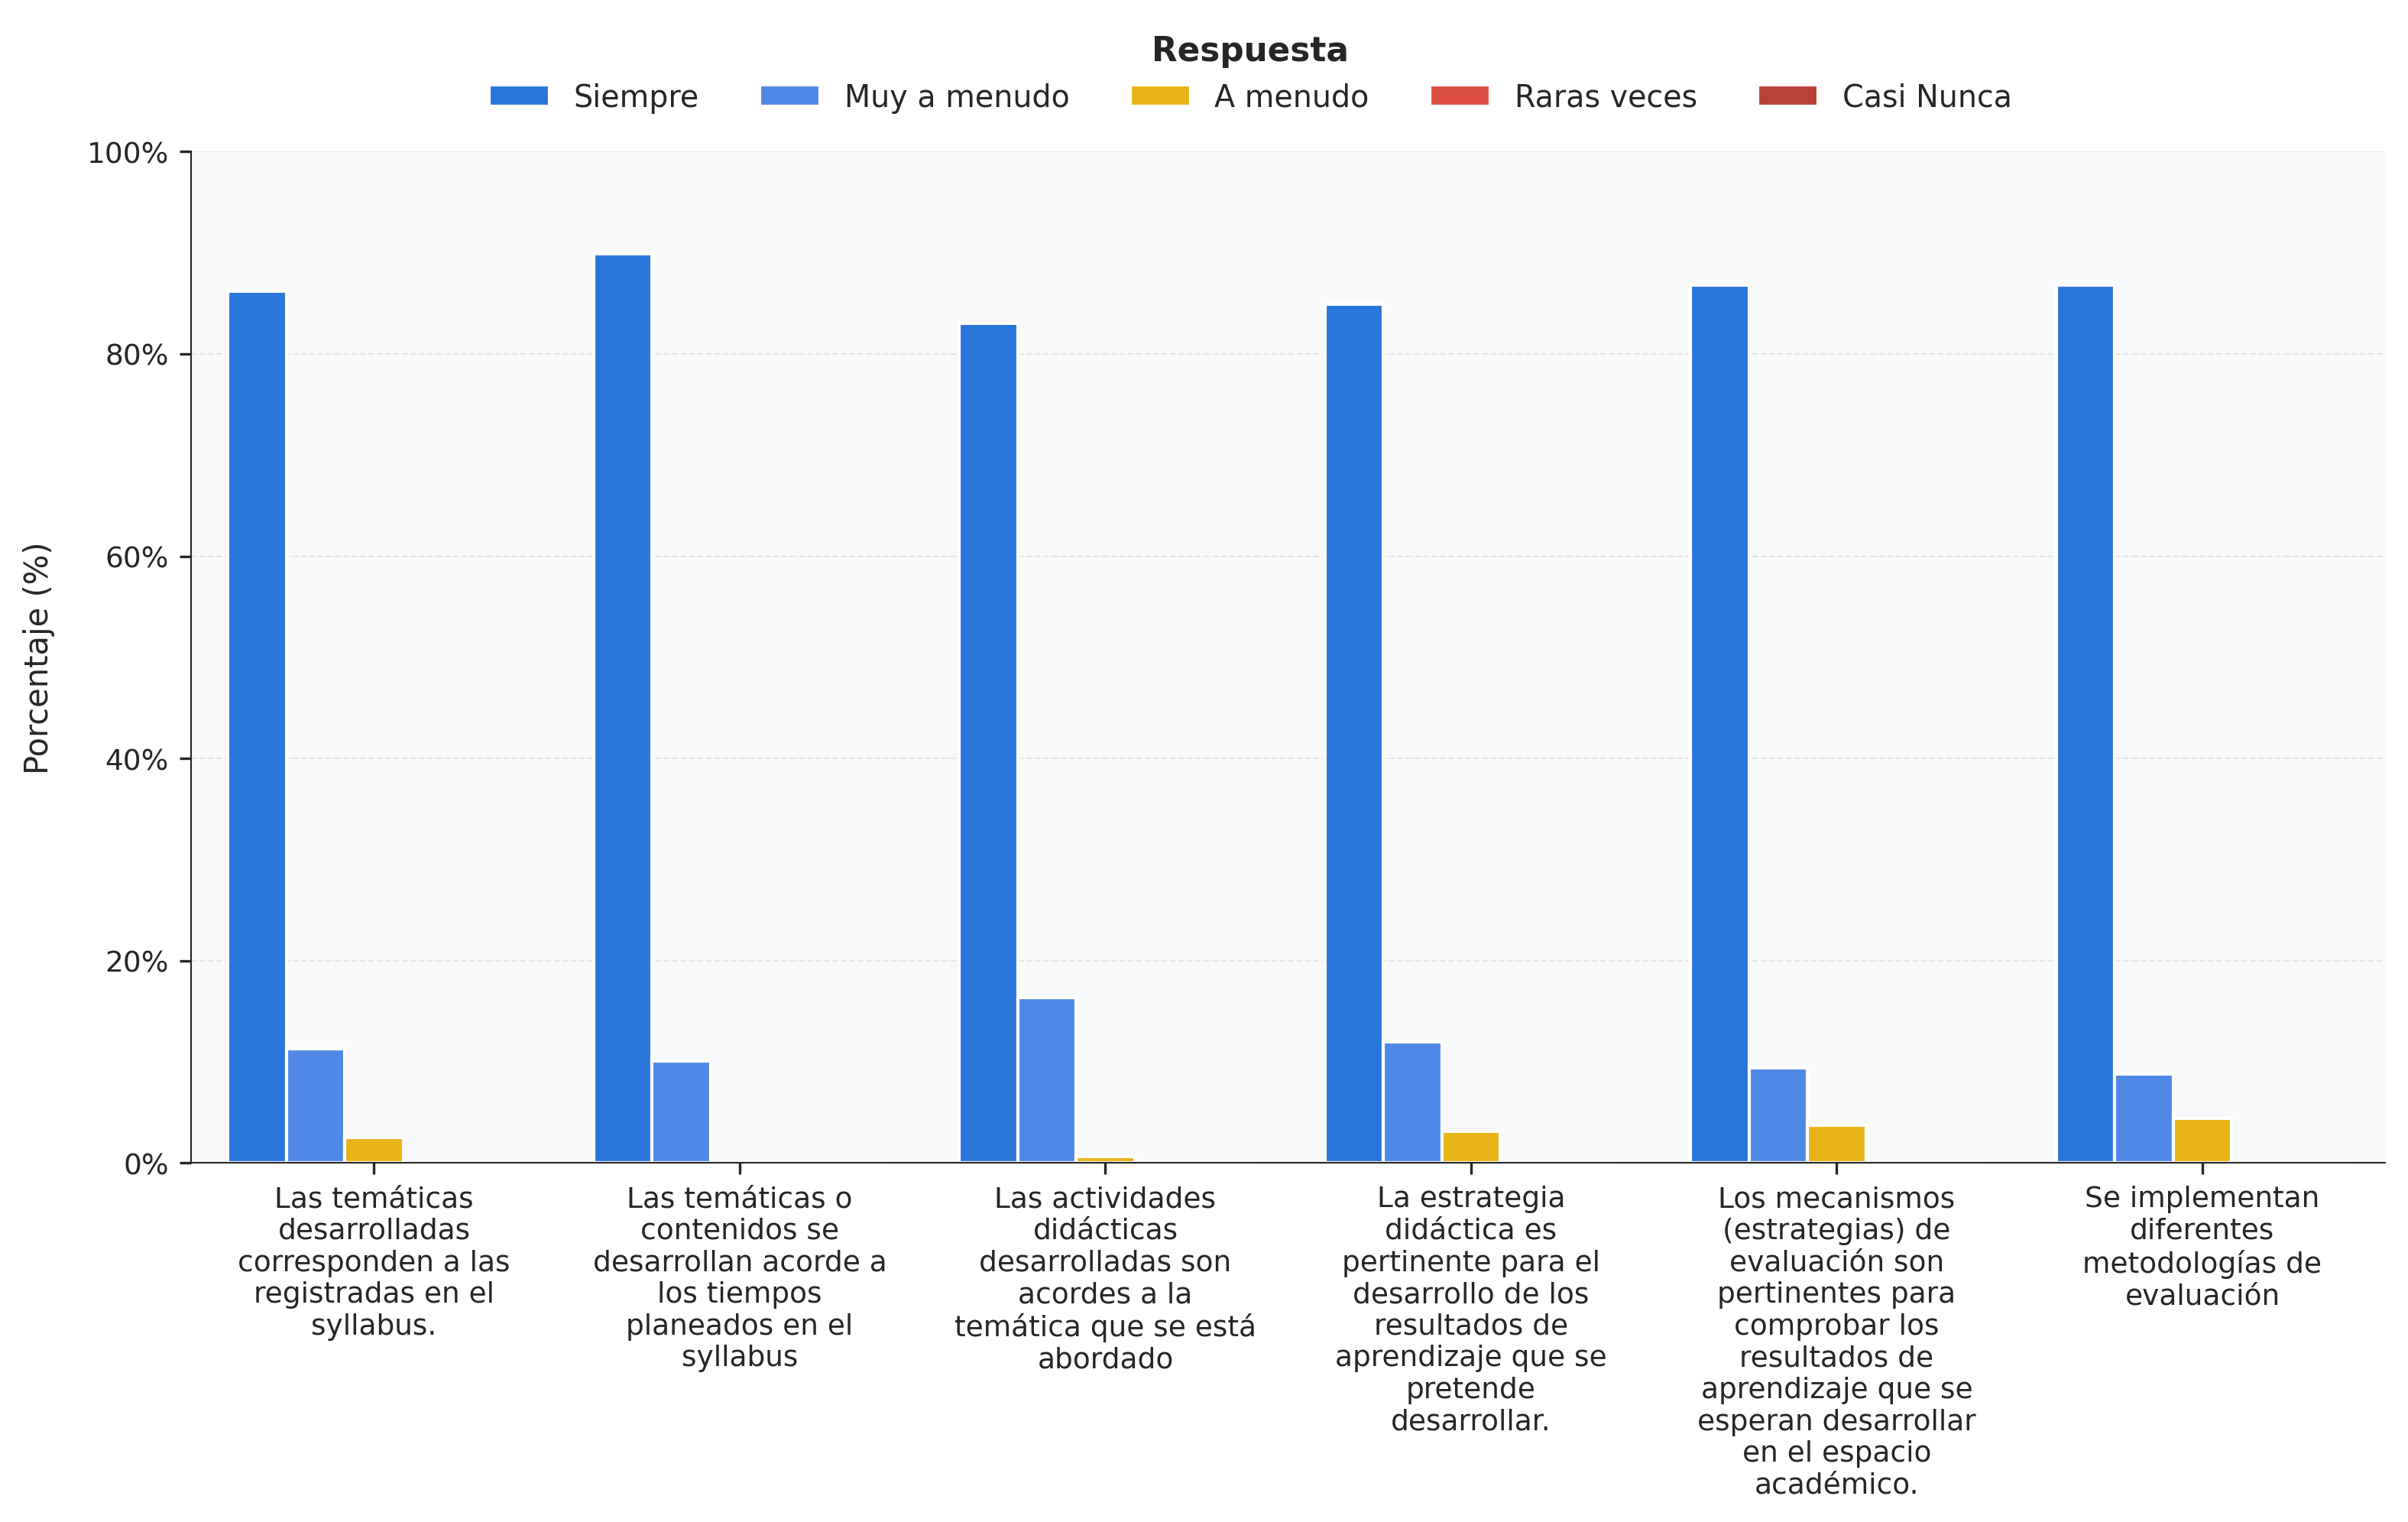 Respuesta
Siempre
Muy a menudo
A menudo
Raras veces
Casi Nunca
Porcentaje (%)
100%
80%
60%
40%
20%
0%
Las temáticas
desarrolladas
corresponden a las
registradas en el
syllabus.
Las temáticas o
contenidos se
desarrollan acorde a
los tiempos
planeados en el
syllabus
Las actividades
didácticas
desarrolladas son
acordes a la
temática que se está
abordado
La estrategia
didáctica es
pertinente para el
desarrollo de los
resultados de
aprendizaje que se
pretende
desarrollar.
Los mecanismos
(estrategias) de
evaluación son
pertinentes para
comprobar los
resultados de
aprendizaje que se
esperan desarrollar
en el espacio
académico.
Se implementan
diferentes
metodologías de
evaluación